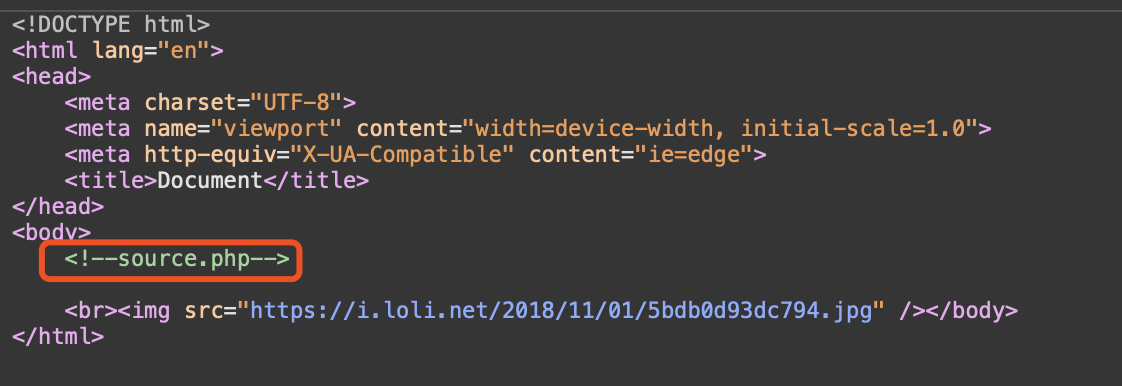 <!DOCTYPE html>
<html lang="en">
<head>
    <meta charset="UTF-8">
    <meta name="viewport" content="width=device-width, initial-scale=1.0">
    <meta http-equiv="X-UA-Compatible" content="ie=edge">
    <title>Document</title>
</head>
<body>
    <!--source.php-->
    <br><img src="https://i.loli.net/2018/11/01/5bdb0d93dc794.jpg" /></body>
</html>